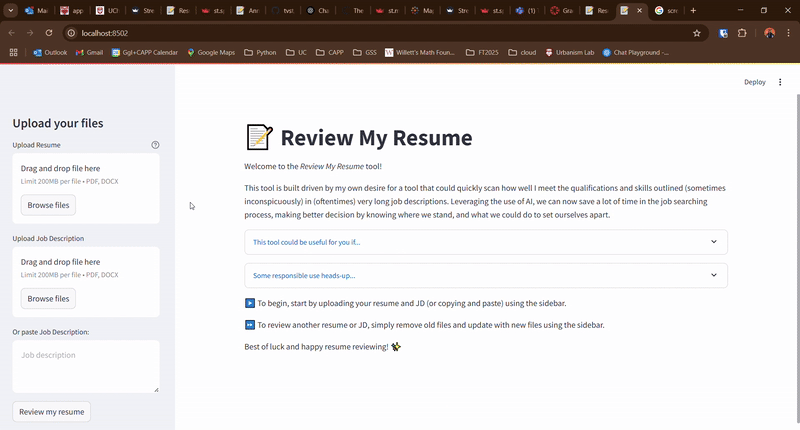 Mai
app
UCI
Stre
Res
st.s
Ann
tvst
Cha
The
st.m
Map
Stre
st.s
(1)
Gra
Res
Res
scre
localhost:8502
Outlook
Gmail
Ggl+CAPP Calendar
Google Maps
Python
UC
CAPP
GSS
Willett's Math Foun...
FT2025
cloud
Urbanism Lab
Chat Playground -...
Deploy
Upload your files
Upload Resume
Drag and drop file here
Limit 200MB per file • PDF, DOCX
Browse files
Upload Job Description
Drag and drop file here
Limit 200MB per file • PDF, DOCX
Browse files
Or paste Job Description:
Job description
Review my resume
Review My Resume
Welcome to the Review My Resume tool!
This tool is built driven by my own desire for a tool that could quickly scan how well I meet the qualifications and skills outlined (sometimes
inconspicuously) in (oftentimes) very long job descriptions. Leveraging the use of AI, we can now save a lot of time in the job searching
process, making better decision by knowing where we stand, and what we could do to set ourselves apart.
This tool could be useful for you if...
Some responsible use heads-up...
To begin, start by uploading your resume and JD (or copying and paste) using the sidebar.
To review another resume or JD, simply remove old files and update with new files using the sidebar.
Best of luck and happy resume reviewing!